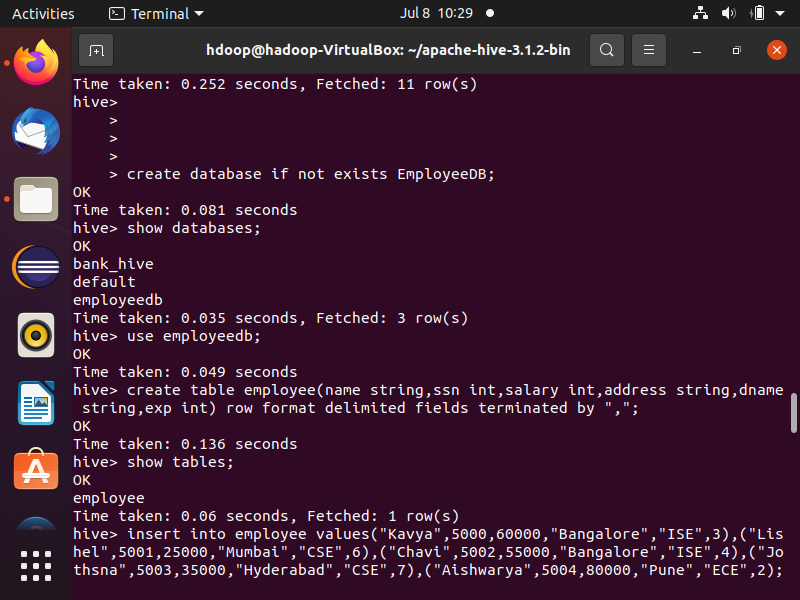 Activities Terminal Jul 8 10:29
hdoop@hadoop-VirtualBox: ~/apache-hive-3.1.2-bin
Time taken: 0.252 seconds, Fetched: 11 row(s)
hive>
    >
    >
    >
    > create database if not exists EmployeeDB;
OK
Time taken: 0.081 seconds
hive> show databases;
OK
bank_hive
default
employeedb
Time taken: 0.035 seconds, Fetched: 3 row(s)
hive> use employeedb;
OK
Time taken: 0.049 seconds
hive> create table employee(name string,ssn int,salary int,address string,dname
 string,exp int) row format delimited fields terminated by ",";
OK
Time taken: 0.136 seconds
hive> show tables;
OK
employee
Time taken: 0.06 seconds, Fetched: 1 row(s)
hive> insert into employee values("Kavya",5000,60000,"Bangalore","ISE",3),("Lis
hel",5001,25000,"Mumbai","CSE",6),("Chavi",5002,55000,"Bangalore","ISE",4),("Jo
thsna",5003,35000,"Hyderabad","CSE",7),("Aishwarya",5004,80000,"Pune","ECE",2);